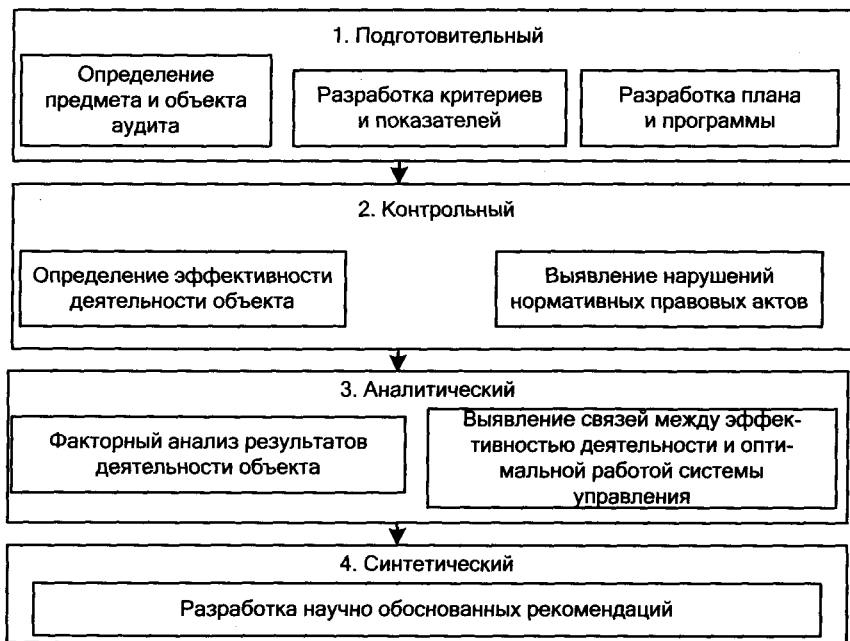 1. Подготовительный
Определение
предмета и объекта
аудита
Разработка критериев
и показателей
Разработка плана
и программы
2. Контрольный
Определение эффективности
деятельности объекта
Выявление нарушений
нормативных правовых актов
3. Аналитический
Факторный анализ результатов
деятельности объекта
Выявление связей между эффек-
тивностью деятельности и опти-
мальной работой системы
управления
4. Синтетический
Разработка научно обоснованных рекомендаций